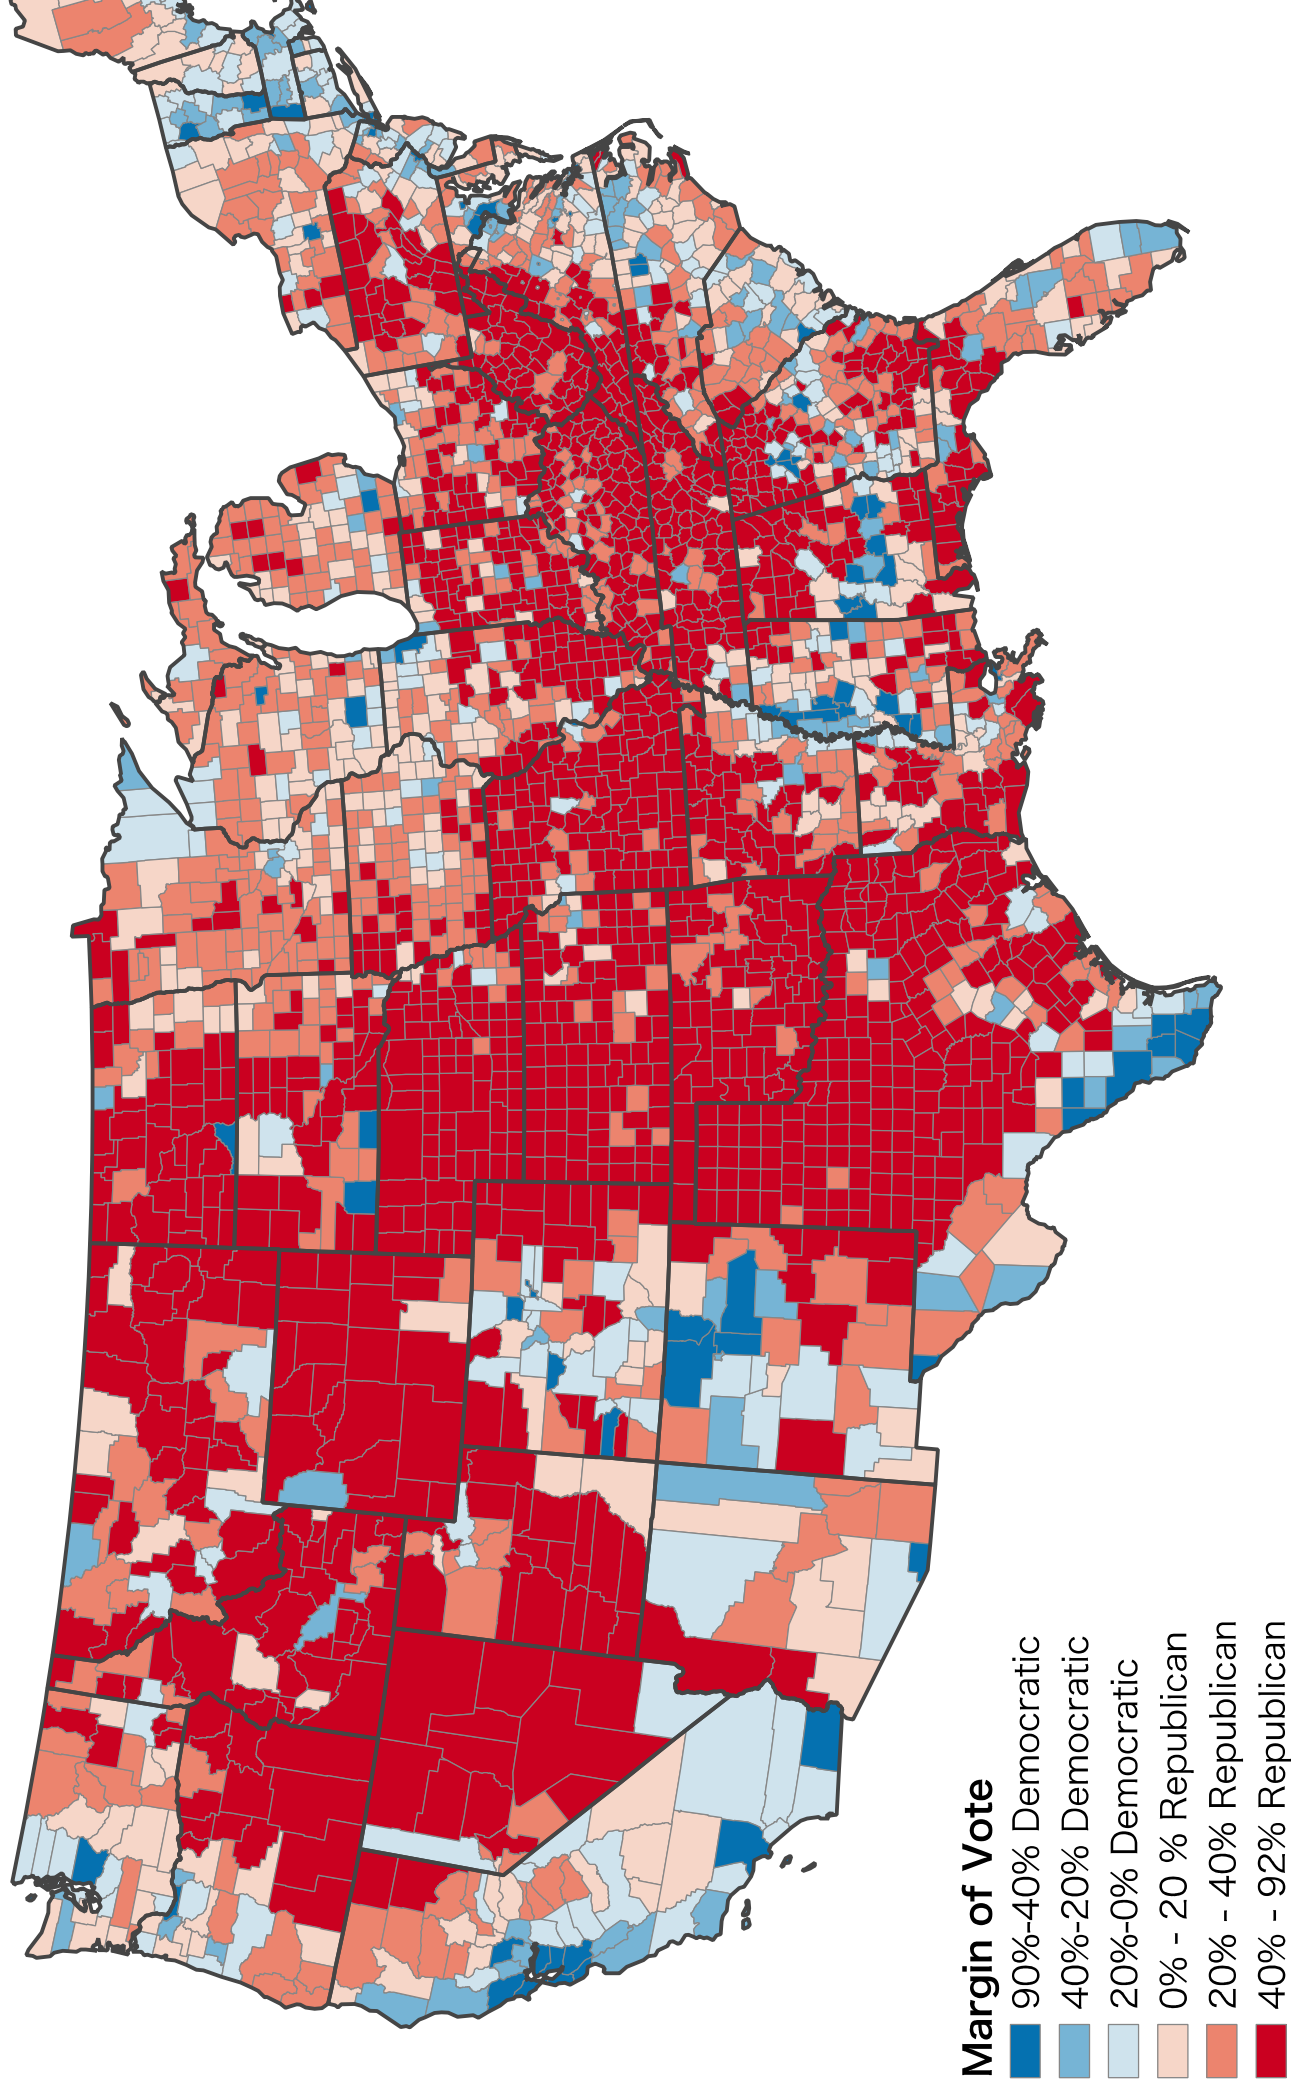 Margin of Vote
90%-40% Democratic
40%-20% Democratic
20%-0% Democratic
0% - 20 % Republican
20% - 40% Republican
40% - 92% Republican